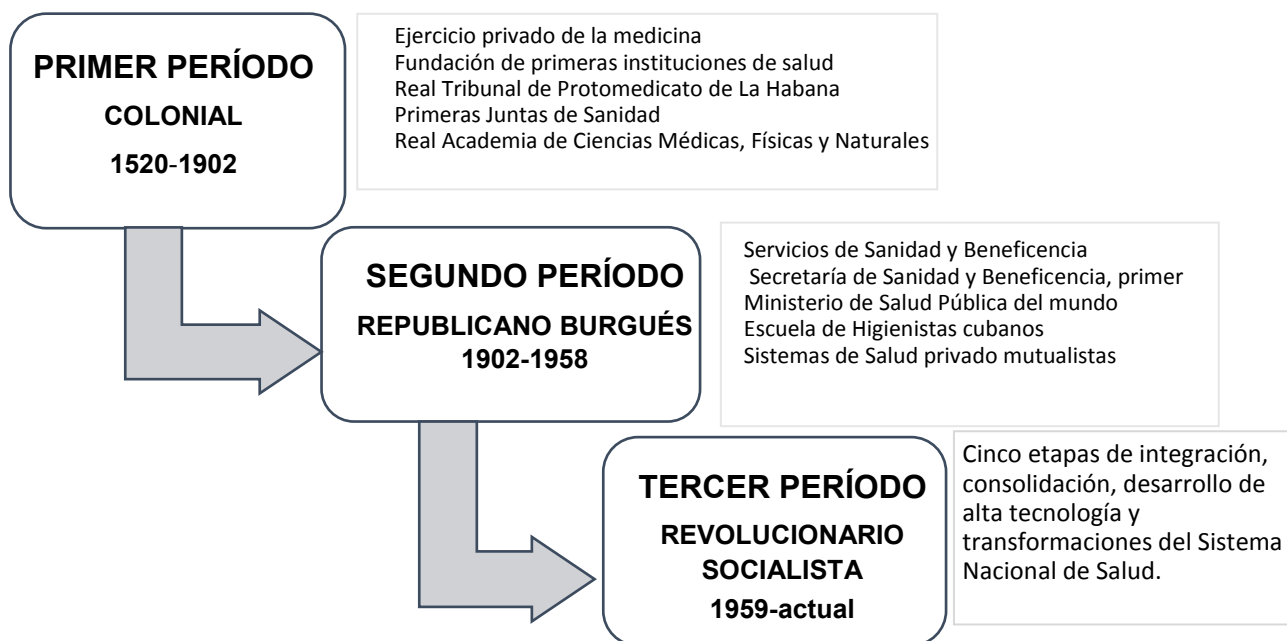 PRIMER PERÍODO
COLONIAL
1520-1902
Ejercicio privado de la medicina
Fundación de primeras instituciones de salud
Real Tribunal de Protomedicato de La Habana
Primeras Juntas de Sanidad
Real Academia de Ciencias Médicas, Físicas y Naturales
SEGUNDO PERÍODO
REPUBLICANO BURGUÉS
1902-1958
Servicios de Sanidad y Beneficencia
Secretaría de Sanidad y Beneficencia, primer
Ministerio de Salud Pública del mundo
Escuela de Higienistas cubanos
Sistemas de Salud privado mutualistas
TERCER PERÍODO
REVOLUCIONARIO
SOCIALISTA
1959-actual
Cinco etapas de integración,
consolidación, desarrollo de
alta tecnología y
transformaciones del Sistema
Nacional de Salud.